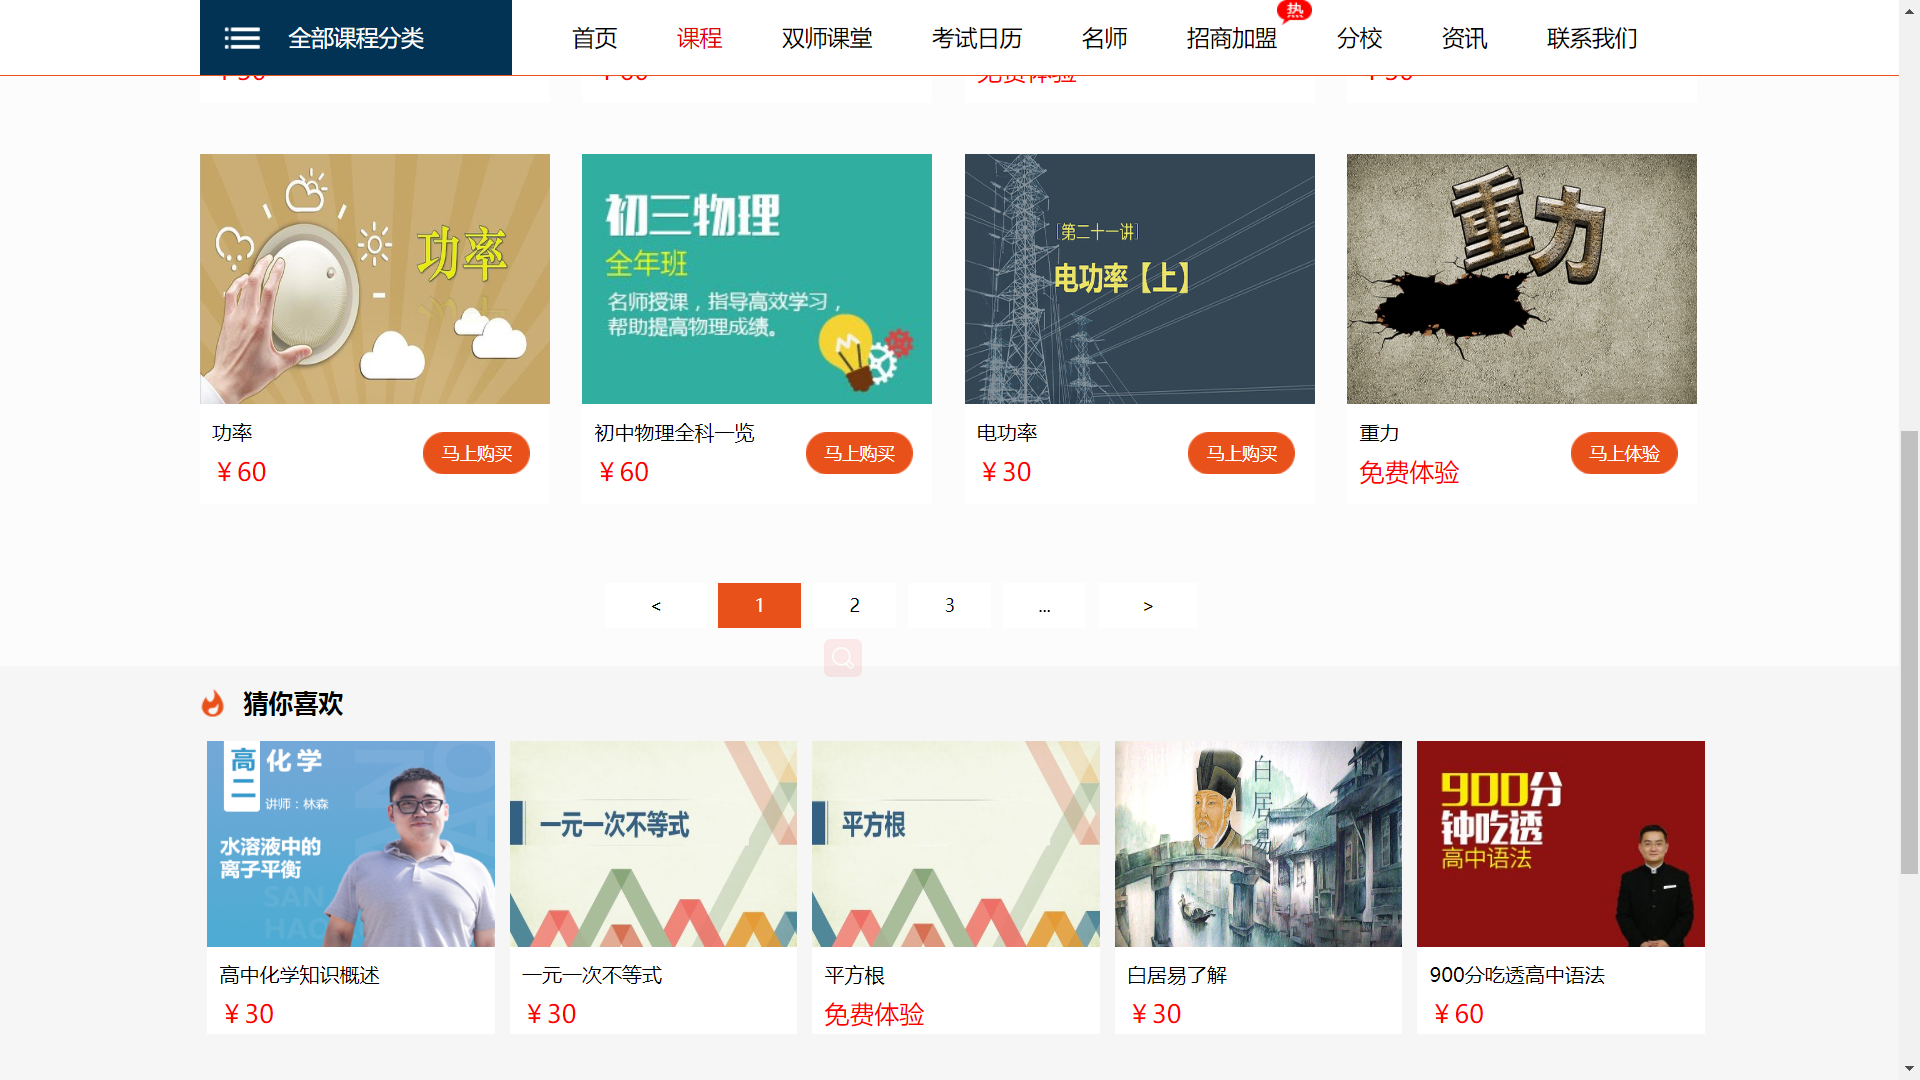 全部课程分类
首页
课程
双师课堂
考试日历
名师
招商加盟
热
分校
资讯
联系我们
免费体验
功率
初三物理
全年班
名师授课，指导高效学习，
帮助提高物理成绩。
[第二十一讲]
电功率【上】
重力
功率
¥ 60
马上购买
初中物理全科一览
¥ 60
马上购买
电功率
¥ 30
马上购买
重力
免费体验
马上体验
<
1
2
3
...
>
猜你喜欢
高二
化学
讲师：林森
水溶液中的
离子平衡
SAN
HAO
一元一次不等式
平方根
白居易
900分
钟吃透
高中语法
高中化学知识概述
¥ 30
一元一次不等式
¥ 30
平方根
免费体验
白居易了解
¥ 30
900分吃透高中语法
¥ 60